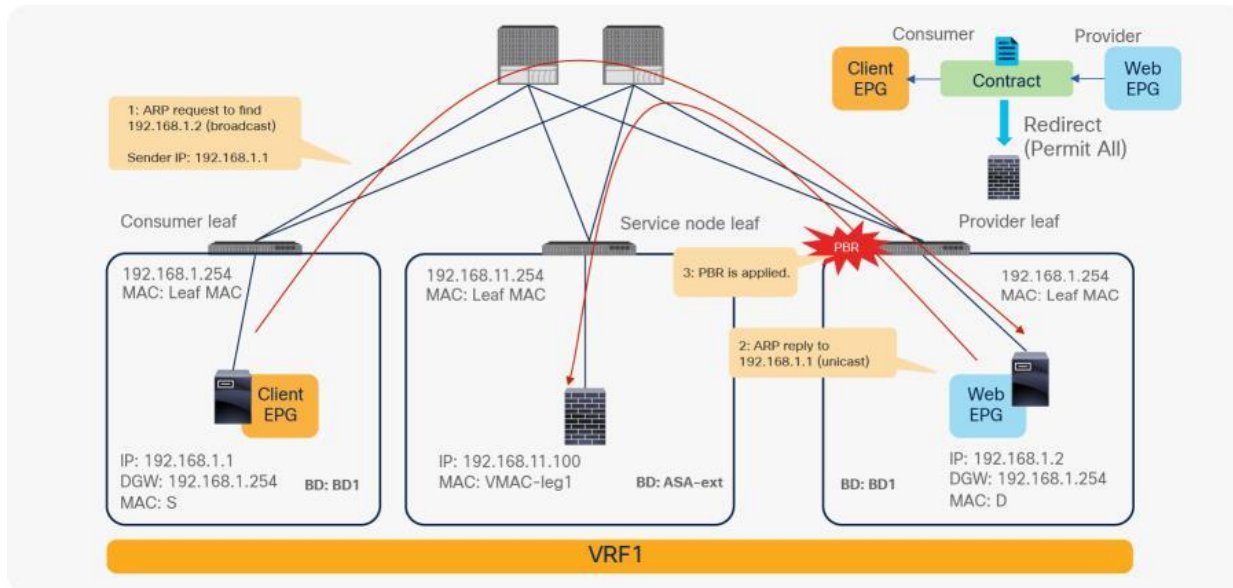 Consumer
Provider
Client
EPG
Contract
Web
EPG
Redirect
(Permit All)
1: ARP request to find
192.168.1.2 (broadcast)
Sender IP: 192.168.1.1
Consumer leaf
Service node leaf
Provider leaf
PBR
192.168.1.254
MAC: Leaf MAC
192.168.11.254
MAC: Leaf MAC
3: PBR is applied.
192.168.1.254
MAC: Leaf MAC
2: ARP reply to
192.168.1.1 (unicast)
Client
EPG
Web
EPG
IP: 192.168.1.1
DGW: 192.168.1.254
MAC: S
BD: BD1
IP: 192.168.11.100
MAC: VMAC-leg1
BD: ASA-ext
BD: BD1
IP: 192.168.1.2
DGW: 192.168.1.254
MAC: D
VRF1